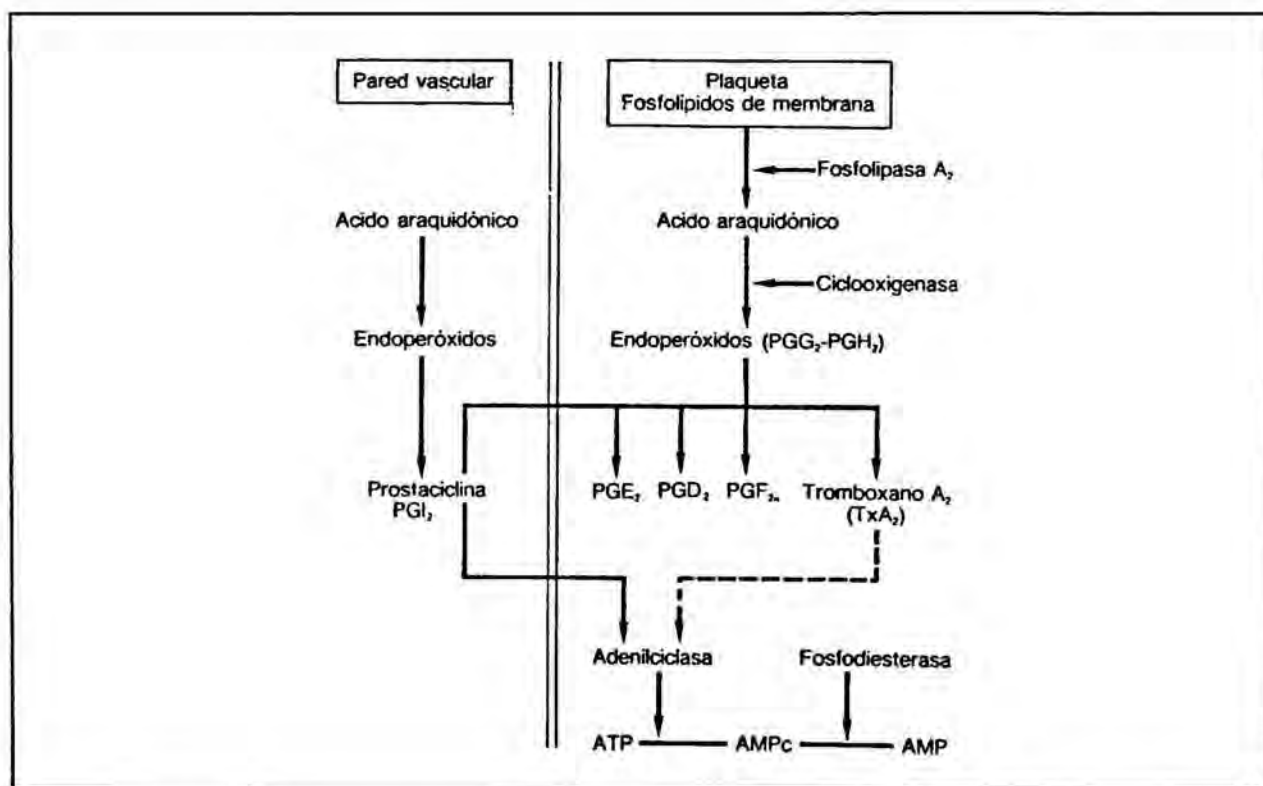 Pared vascular
Plaqueta
Fosfolipidos de membrana
Fosfolipasa A₂
Acido araquidónico
Acido araquidónico
Ciclooxigenasa
Endoperóxidos
Endoperóxidos (PGG₂-PGH₂)
Prostaciclina
PGI₂
PGE₂
PGD₂
PGF₂ₐ
Tromboxano A₂
(TxA₂)
Adenilciclasa
Fosfodiesterasa
ATP
AMPc
AMP